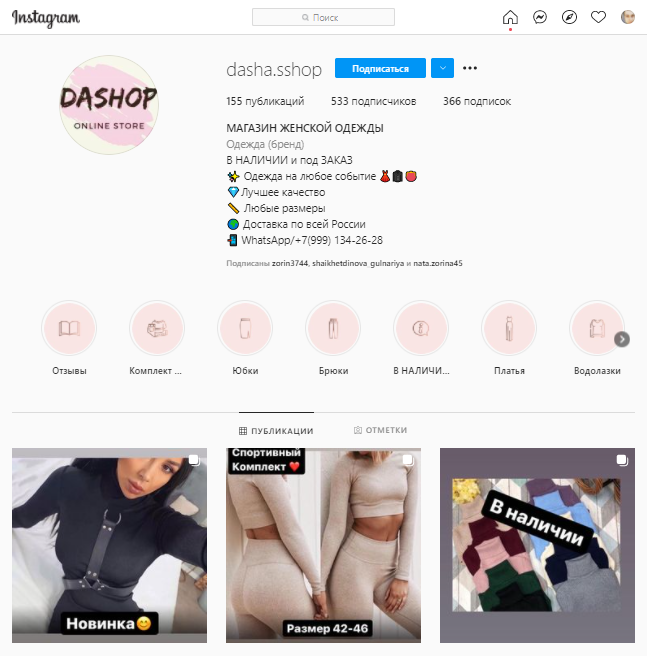 Instagram
Поиск
DASHOP
ONLINE STORE
dasha.sshop
Подписаться
155 публикаций 533 подписчиков 366 подписок
МАГАЗИН ЖЕНСКОЙ ОДЕЖДЫ
Одежда (бренд)
В НАЛИЧИИ и под ЗАКАЗ
✨ Одежда на любое событие 👗🧥👛
💎Лучшее качество
📏 Любые размеры
🌍 Доставка по всей России
📲 WhatsApp/+7(999) 134-26-28
Подписаны zorin3744, shaikhetdinova_gulnariya и nata.zorina45
Отзывы
Комплект ...
Юбки
Брюки
В НАЛИЧИ...
Платья
Водолазки
ПУБЛИКАЦИИ
ОТМЕТКИ
Новинка😊
Спортивный
Комплект ❤️
Размер 42-46
В наличии